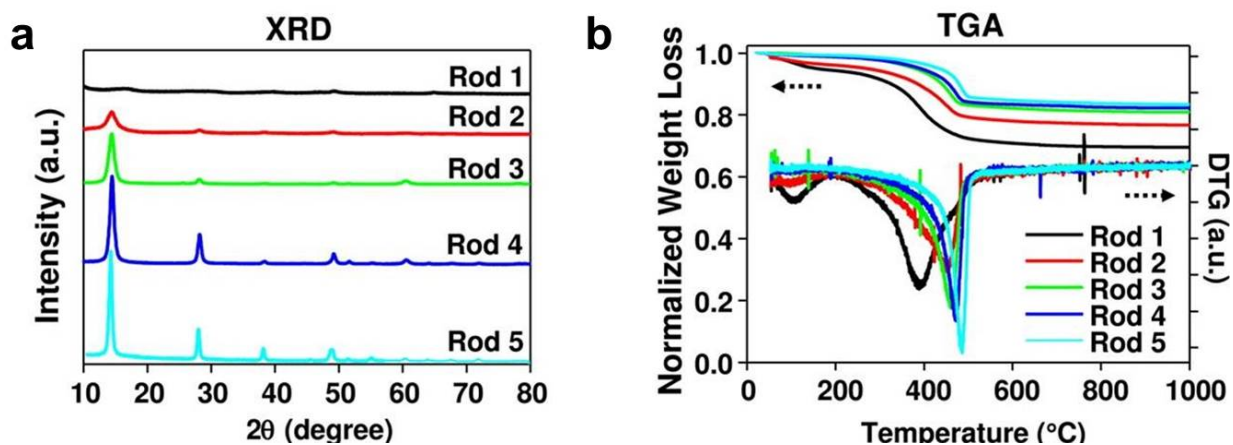 a
XRD
Intensity (a.u.)
Rod 1
Rod 2
Rod 3
Rod 4
Rod 5
10 20 30 40 50 60 70 80
2θ (degree)
b
TGA
Normalized Weight Loss
1.0
0.8
0.6
0.4
0.2
0.0
Rod 1
Rod 2
Rod 3
Rod 4
Rod 5
DTG (a.u.)
0 200 400 600 800 1000
Temperature (°C)